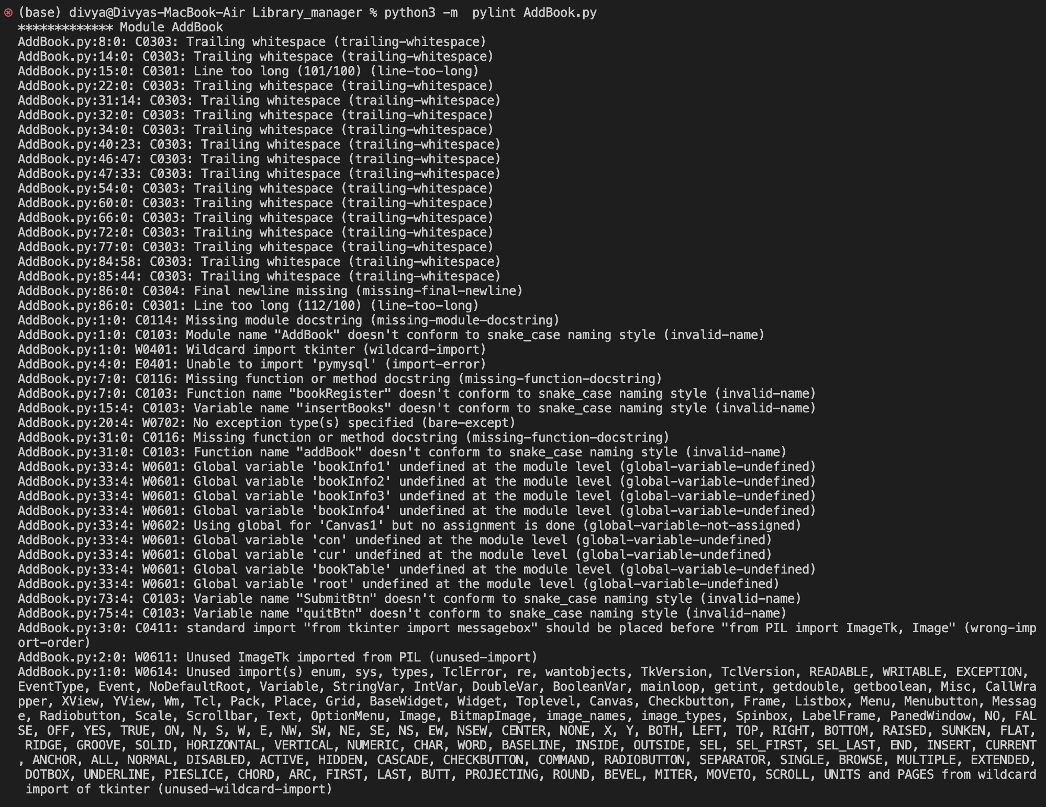 (base) divya@Divyas-MacBook-Air Library_manager % python3 -m  pylint AddBook.py
************* Module AddBook
AddBook.py:8:0: C0303: Trailing whitespace (trailing-whitespace)
AddBook.py:14:0: C0303: Trailing whitespace (trailing-whitespace)
AddBook.py:15:0: C0301: Line too long (101/100) (line-too-long)
AddBook.py:22:0: C0303: Trailing whitespace (trailing-whitespace)
AddBook.py:31:14: C0303: Trailing whitespace (trailing-whitespace)
AddBook.py:32:0: C0303: Trailing whitespace (trailing-whitespace)
AddBook.py:34:0: C0303: Trailing whitespace (trailing-whitespace)
AddBook.py:40:23: C0303: Trailing whitespace (trailing-whitespace)
AddBook.py:46:47: C0303: Trailing whitespace (trailing-whitespace)
AddBook.py:47:33: C0303: Trailing whitespace (trailing-whitespace)
AddBook.py:54:0: C0303: Trailing whitespace (trailing-whitespace)
AddBook.py:60:0: C0303: Trailing whitespace (trailing-whitespace)
AddBook.py:66:0: C0303: Trailing whitespace (trailing-whitespace)
AddBook.py:72:0: C0303: Trailing whitespace (trailing-whitespace)
AddBook.py:77:0: C0303: Trailing whitespace (trailing-whitespace)
AddBook.py:84:58: C0303: Trailing whitespace (trailing-whitespace)
AddBook.py:85:44: C0303: Trailing whitespace (trailing-whitespace)
AddBook.py:86:0: C0304: Final newline missing (missing-final-newline)
AddBook.py:86:0: C0301: Line too long (112/100) (line-too-long)
AddBook.py:1:0: C0114: Missing module docstring (missing-module-docstring)
AddBook.py:1:0: C0103: Module name "AddBook" doesn't conform to snake_case naming style (invalid-name)
AddBook.py:1:0: W0401: Wildcard import tkinter (wildcard-import)
AddBook.py:4:0: E0401: Unable to import 'pymysql' (import-error)
AddBook.py:7:0: C0116: Missing function or method docstring (missing-function-docstring)
AddBook.py:7:0: C0103: Function name "bookRegister" doesn't conform to snake_case naming style (invalid-name)
AddBook.py:15:4: C0103: Variable name "insertBooks" doesn't conform to snake_case naming style (invalid-name)
AddBook.py:20:4: W0702: No exception type(s) specified (bare-except)
AddBook.py:31:0: C0116: Missing function or method docstring (missing-function-docstring)
AddBook.py:31:0: C0103: Function name "addBook" doesn't conform to snake_case naming style (invalid-name)
AddBook.py:33:4: W0601: Global variable 'bookInfo1' undefined at the module level (global-variable-undefined)
AddBook.py:33:4: W0601: Global variable 'bookInfo2' undefined at the module level (global-variable-undefined)
AddBook.py:33:4: W0601: Global variable 'bookInfo3' undefined at the module level (global-variable-undefined)
AddBook.py:33:4: W0601: Global variable 'bookInfo4' undefined at the module level (global-variable-undefined)
AddBook.py:33:4: W0602: Using global for 'Canvas1' but no assignment is done (global-variable-not-assigned)
AddBook.py:33:4: W0601: Global variable 'con' undefined at the module level (global-variable-undefined)
AddBook.py:33:4: W0601: Global variable 'cur' undefined at the module level (global-variable-undefined)
AddBook.py:33:4: W0601: Global variable 'bookTable' undefined at the module level (global-variable-undefined)
AddBook.py:33:4: W0601: Global variable 'root' undefined at the module level (global-variable-undefined)
AddBook.py:73:4: C0103: Variable name "SubmitBtn" doesn't conform to snake_case naming style (invalid-name)
AddBook.py:75:4: C0103: Variable name "quitBtn" doesn't conform to snake_case naming style (invalid-name)
AddBook.py:3:0: C0411: standard import "from tkinter import messagebox" should be placed before "from PIL import ImageTk, Image" (wrong-imp
ort-order)
AddBook.py:2:0: W0611: Unused ImageTk imported from PIL (unused-import)
AddBook.py:1:0: W0614: Unused import(s) enum, sys, types, TclError, re, wantobjects, TkVersion, TclVersion, READABLE, WRITABLE, EXCEPTION,
EventType, Event, NoDefaultRoot, Variable, StringVar, IntVar, DoubleVar, BooleanVar, mainloop, getint, getdouble, getboolean, Misc, CallWra
pper, XView, YView, Wm, Tcl, Pack, Place, Grid, BaseWidget, Widget, Toplevel, Canvas, Checkbutton, Frame, Listbox, Menu, Menubutton, Messag
e, Radiobutton, Scale, Scrollbar, Text, OptionMenu, Image, BitmapImage, image_names, image_types, Spinbox, LabelFrame, PanedWindow, NO, FAL
SE, OFF, YES, TRUE, ON, N, S, W, E, NW, SW, NE, SE, NS, EW, NSEW, CENTER, NONE, X, Y, BOTH, LEFT, TOP, RIGHT, BOTTOM, RAISED, SUNKEN, FLAT,
RIDGE, GROOVE, SOLID, HORIZONTAL, VERTICAL, NUMERIC, CHAR, WORD, BASELINE, INSIDE, OUTSIDE, SEL, SEL_FIRST, SEL_LAST, END, INSERT, CURRENT
, ANCHOR, ALL, NORMAL, DISABLED, ACTIVE, HIDDEN, CASCADE, CHECKBUTTON, COMMAND, RADIOBUTTON, SEPARATOR, SINGLE, BROWSE, MULTIPLE, EXTENDED,
DOTBOX, UNDERLINE, PIESLICE, CHORD, ARC, FIRST, LAST, BUTT, PROJECTING, ROUND, BEVEL, MITER, MOVETO, SCROLL, UNITS and PAGES from wildcard
import of tkinter (unused-wildcard-import)